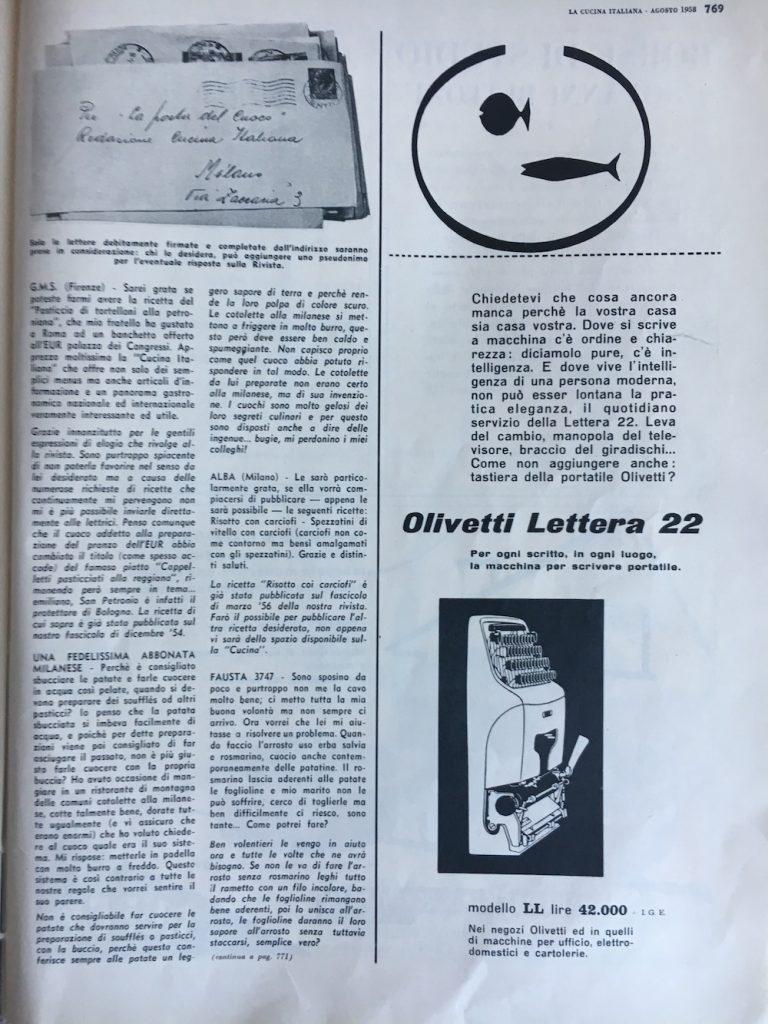 LA CUCINA ITALIANA - AGOSTO 1958 769
Per "La posta del Cuoco"
Redazione Cucina Italiana
Milano
Via Zaccaria 3
Solo le lettere debitamente firmate e completate dall'indirizzo saranno
prese in considerazione: chi lo desidera, può aggiungere uno pseudonimo
per l'eventuale risposta sulla Rivista.
G.M.S. (Firenze) - Sarei grata se
poteste farmi avere la ricetta del
"Pasticcio di tortelloni alla petro-
niana", che mio fratello ha gustato
a Roma ad un banchetto offerto
all'EUR palazzo dei Congressi. Ap-
prezzo moltissimo la "Cucina Ita-
liana" che offre non solo dei sem-
plici menus ma anche articoli d'in-
formazione e un panorama gastro-
nomico nazionale ed internazionale
veramente interessante ed utile.
Grazie innanzitutto per le gentili
espressioni di elogio che rivolge al-
la rivista. Sono purtroppo spiacente
di non poterla favorire nel senso da
lei desiderato ma a causa delle
numerose richieste di ricette che
continuamente mi pervengono non
mi è più possibile inviarle diretta-
mente alle lettrici. Penso comunque
che il cuoco addetto alla prepara-
zione del pranzo dell'EUR abbia
cambiato il titolo (come spesso ac-
cade) del famoso piatto "Cappel-
letti pasticciati alla reggiana", ri-
manendo però sempre in tema...
emiliano, San Petronio è infatti il
protettore di Bologna. La ricetta di
cui sopra è già stata pubblicata sul
nostro fascicolo di dicembre '54.
UNA FEDELISSIMA ABBONATA
MILANESE - Perchè è consigliato
sbucciare le patate e farle cuocere
in acqua così pelate, quando si de-
vono preparare dei soufflés od altri
pasticci? Io penso che la patata
sbucciata si imbeva facilmente di
acqua, e poichè per dette prepara-
zioni viene poi consigliato di far
asciugare il passato, non è più giu-
sto farle cuocere con la propria
buccia? Ho avuto occasione di man-
giare in un ristorante di montagna
delle comuni cotolette alla milane-
se, cotte talmente bene, dorate tut-
te ugualmente (e vi assicuro che
erano enormi) che ho voluto chiede-
re al cuoco quale era il suo siste-
ma. Mi rispose: metterle in padella
con molto burro a freddo. Questo
sistema è così contrario a tutte le
nostre regole che vorrei sentire il
suo parere.
Non è consigliabile far cuocere le
patate che dovranno servire per la
preparazione di soufflés o pasticci,
con la buccia, perchè questa con-
ferisce sempre alle patate un leg-
gero sapore di terra e perchè ren-
de la loro polpa di colore scuro.
Le cotolette alla milanese si met-
tono a friggere in molto burro, que-
sto però deve essere ben caldo e
spumeggiante. Non capisco proprio
come quel cuoco abbia potuto ri-
spondere in tal modo. Le cotolette
da lui preparate non erano certo
alla milanese, ma di sua invenzio-
ne. I cuochi sono molto gelosi dei
loro segreti culinari e per questo
sono disposti anche a dire delle
ingenue... bugie, mi perdonino i miei
colleghi!
ALBA (Milano) - Le sarà partico-
larmente grata, se ella vorrà com-
piacersi di pubblicare — appena le
sarà possibile — le seguenti ricette:
Risotto con carciofi - Spezzatini di
vitello con carciofi (carciofi non co-
me contorno ma bensì amalgamati
con gli spezzatini). Grazie e distin-
ti saluti.
La ricetta "Risotto coi carciofi" è
già stata pubblicata sul fascicolo
di marzo '56 della nostra rivista.
Farò il possibile per pubblicare l'al-
tra ricetta desiderata, non appena
vi sarà dello spazio disponibile sul-
la "Cucina".
FAUSTA 3747 - Sono sposina da
poco e purtroppo non me la cavo
molto bene; ci metto tutta la mia
buona volontà ma non sempre ci
arrivo. Ora vorrei che lei mi aiu-
tasse a risolvere un problema. Quan-
do faccio l'arrosto uso erba salvia
e rosmarino, cuocio anche contem-
poraneamente delle patatine. Il ro-
smarino lascia aderenti alle patate
le foglioline e mio marito non le
può soffrire, cerco di toglierle ma
ben difficilmente ci riesco, sono
tante... Come potrei fare?
Ben volentieri le vengo in aiuto
ora e tutte le volte che ne avrà
bisogno. Se non le va di fare l'ar-
rosto senza rosmarino leghi tutto
il rametto con un filo incolore, ba-
dando che le foglioline rimangano
bene aderenti, poi lo unisca all'ar-
rosto, le foglioline daranno il loro
sapore all'arrosto senza tuttavia
staccarsi, semplice vero?
(continua a pag. 771)
Chiedetevi che cosa ancora
manca perchè la vostra casa
sia casa vostra. Dove si scrive
a macchina c'è ordine e chia-
rezza: diciamolo pure, c'è in-
telligenza. E dove vive l'intelli-
genza di una persona moderna,
non può esser lontana la pra-
tica eleganza, il quotidiano
servizio della Lettera 22. Leva
del cambio, manopola del tele-
visore, braccio del giradischi...
Come non aggiungere anche:
tastiera della portatile Olivetti?
Olivetti Lettera 22
Per ogni scritto, in ogni luogo,
la macchina per scrivere portatile.
modello LL lire 42.000 - I.G.E.
Nei negozi Olivetti ed in quelli
di macchine per ufficio, elettro-
domestici e cartolerie.